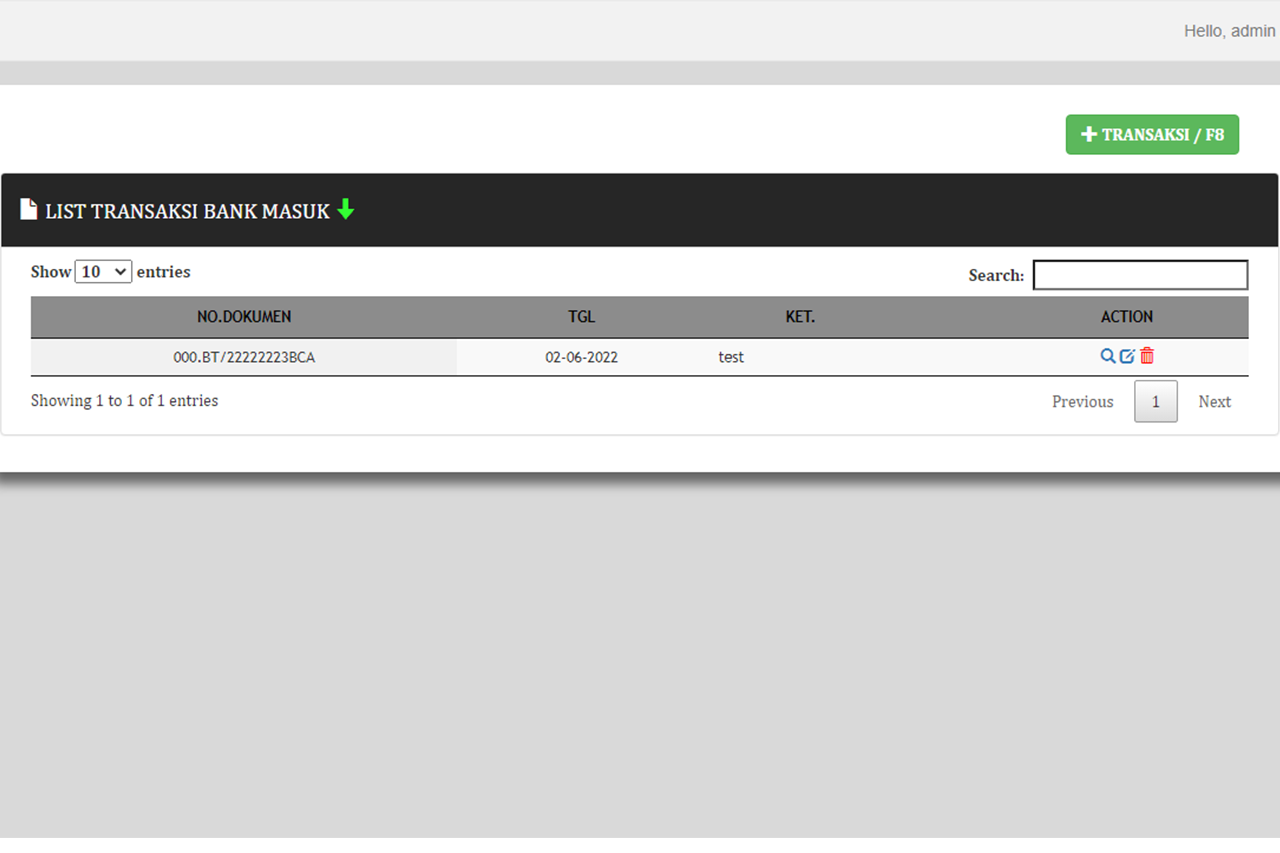 Hello, admin
TRANSAKSI / F8
LIST TRANSAKSI BANK MASUK
Show 10 entries
Search:
NO.DOKUMEN TGL KET. ACTION
000.BT/22222223BCA 02-06-2022 test
Showing 1 to 1 of 1 entries
Previous 1 Next